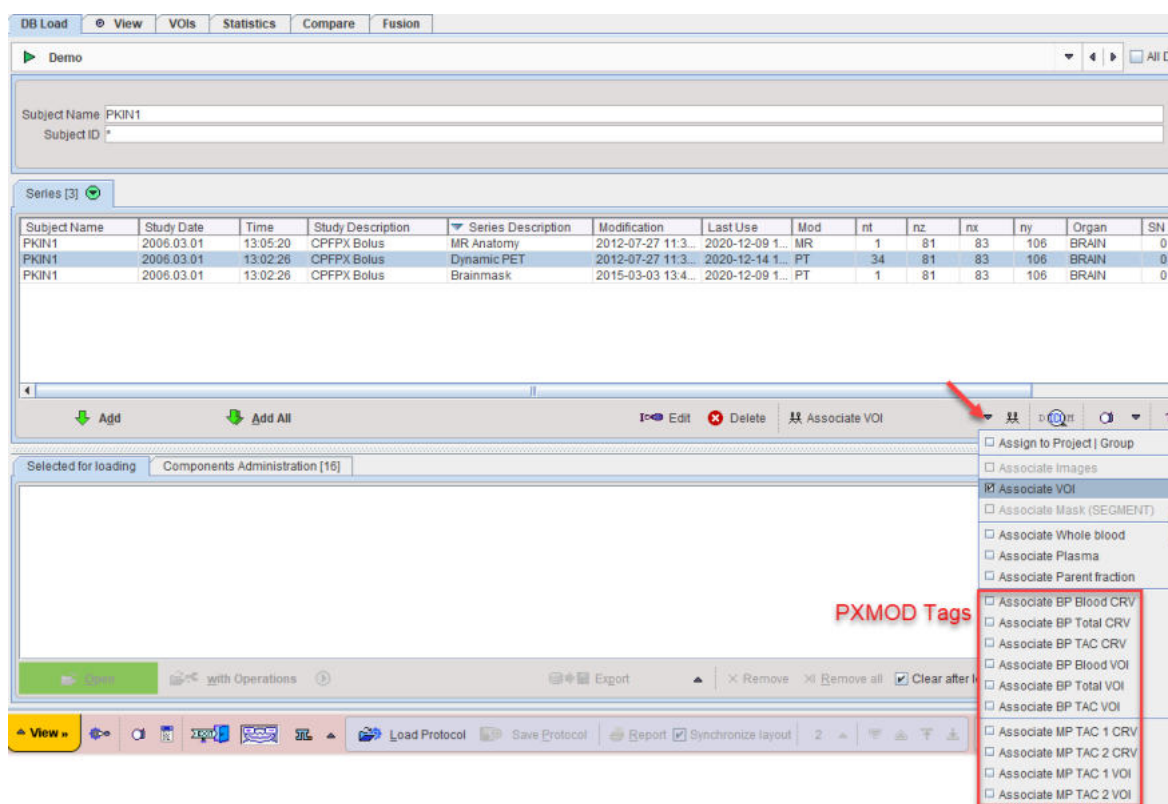 DB Load View VOIs Statistics Compare Fusion
Demo All D
Subject Name PKIN1
Subject ID *
Series [3]
Subject Name Study Date Time Study Description Series Description Modification Last Use Mod nt nz nx ny Organ SN
PKIN1 2006.03.01 13:05:20 CPFPX Bolus MR Anatomy 2012-07-27 11:3... 2020-12-09 1... MR 1 81 83 106 BRAIN 0
PKIN1 2006.03.01 13:02:26 CPFPX Bolus Dynamic PET 2012-07-27 11:3... 2020-12-14 1... PT 34 81 83 106 BRAIN 0
PKIN1 2006.03.01 13:02:26 CPFPX Bolus Brainmask 2015-03-03 13:4... 2020-12-09 1... PT 1 81 83 106 BRAIN 0
Add Add All Edit Delete Associate VOI
Assign to Project | Group
Selected for loading Components Administration [16]
Associate Images
Associate VOI
Associate Mask (SEGMENT)
Associate Whole blood
Associate Plasma
Associate Parent fraction
PXMOD Tags
Associate BP Blood CRV
Associate BP Total CRV
Associate BP TAC CRV
Associate BP Blood VOI
Associate BP Total VOI
Associate BP TAC VOI
Open with Operations Export Remove Remove all Clear after l
View » Load Protocol Save Protocol Report Synchronize layout 2
Associate MP TAC 1 CRV
Associate MP TAC 2 CRV
Associate MP TAC 1 VOI
Associate MP TAC 2 VOI